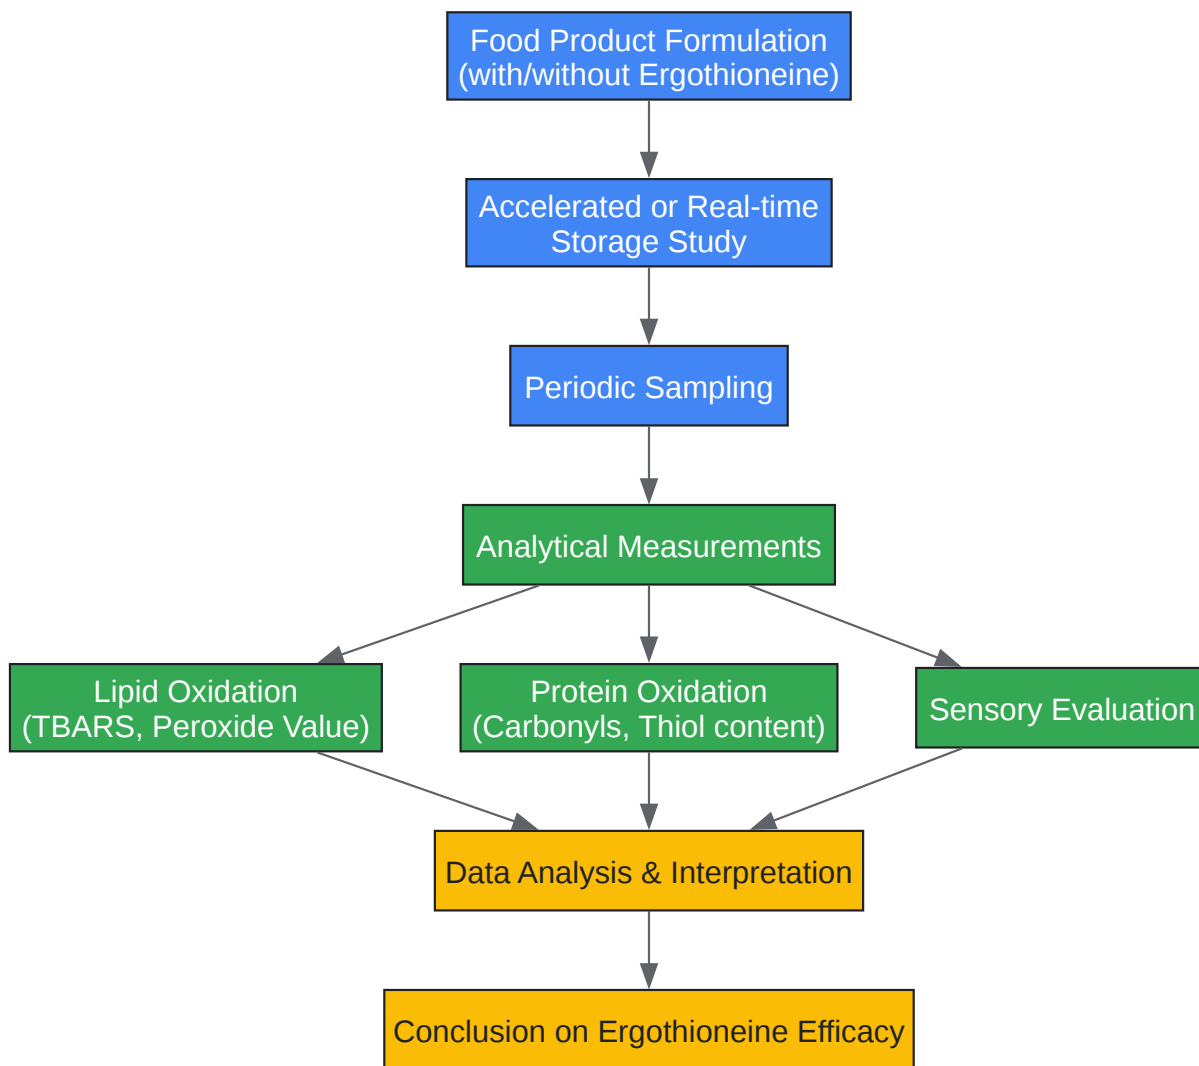 Food Product Formulation
(with/without Ergothioneine)
Accelerated or Real-time
Storage Study
Periodic Sampling
Analytical Measurements
Lipid Oxidation
(TBARS, Peroxide Value)
Protein Oxidation
(Carbonyls, Thiol content)
Sensory Evaluation
Data Analysis & Interpretation
Conclusion on Ergothioneine Efficacy